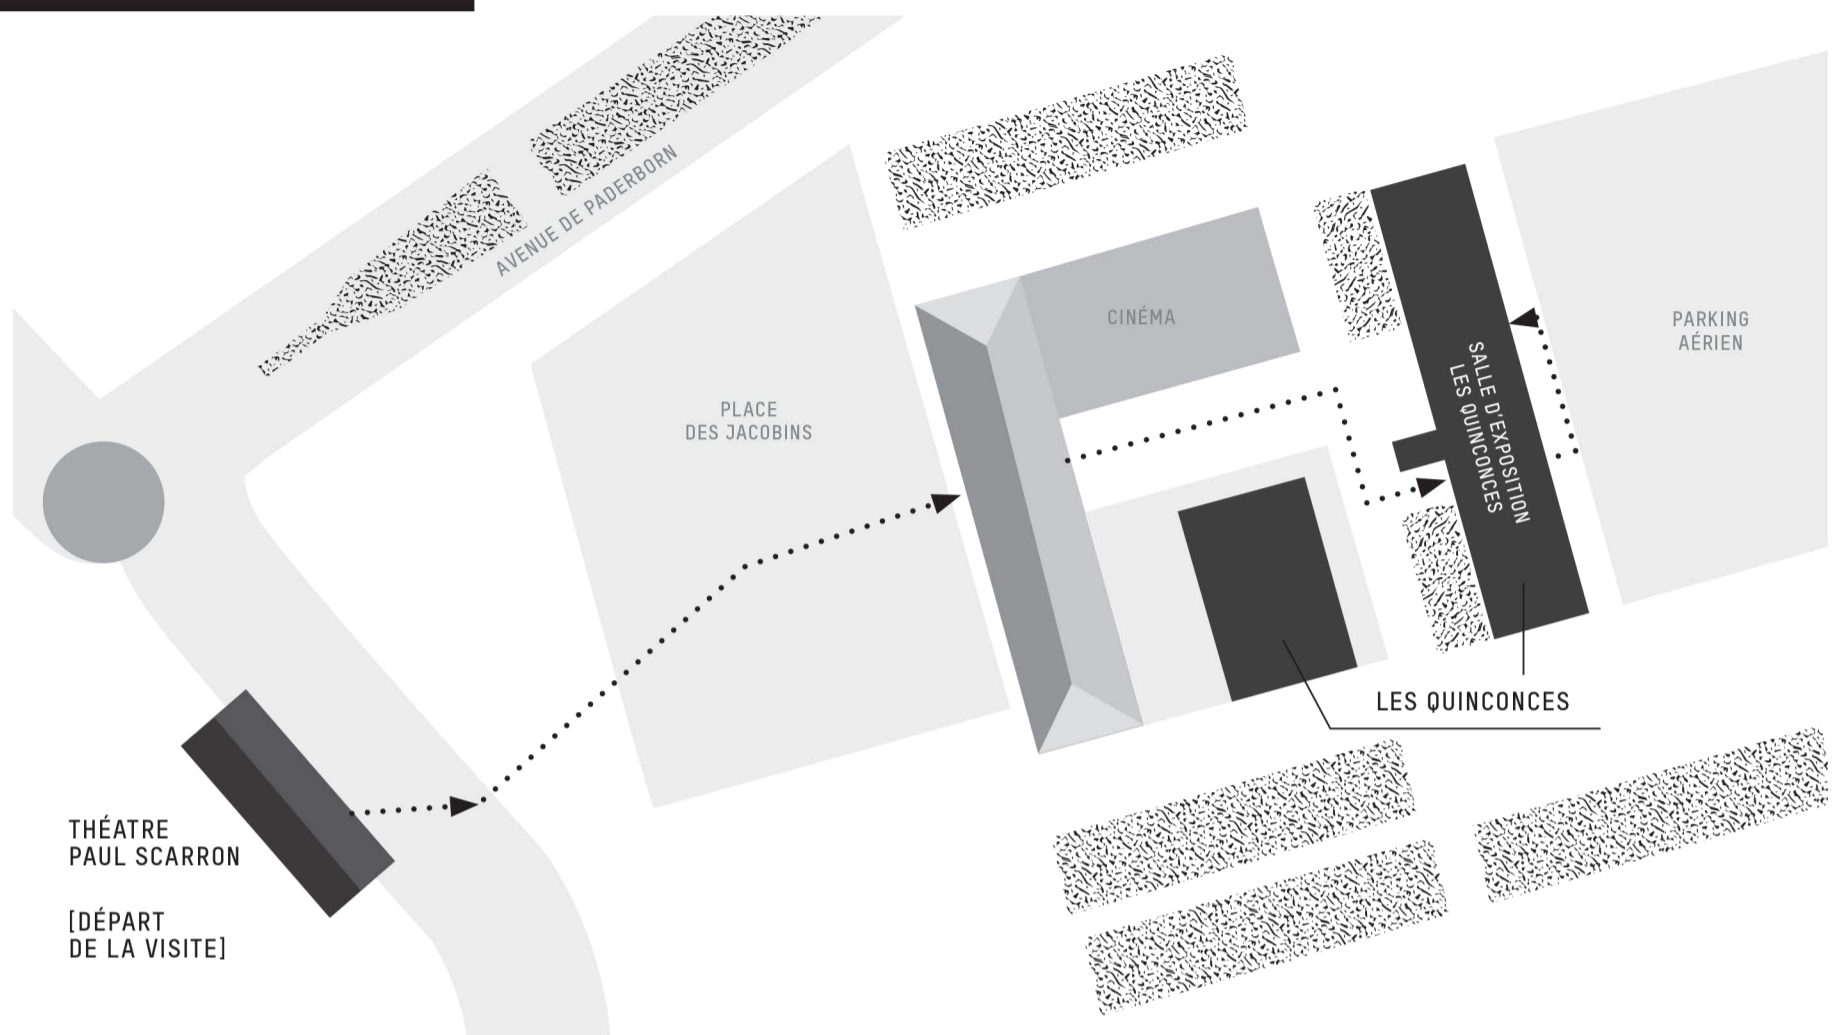 AVENUE DE PADERBORN
PLACE
DES JACOBINS
CINÉMA
SALLE D'EXPOSITION
LES QUINCONCES
PARKING
AÉRIEN
LES QUINCONCES
THÉATRE
PAUL SCARRON
[DÉPART
DE LA VISITE]